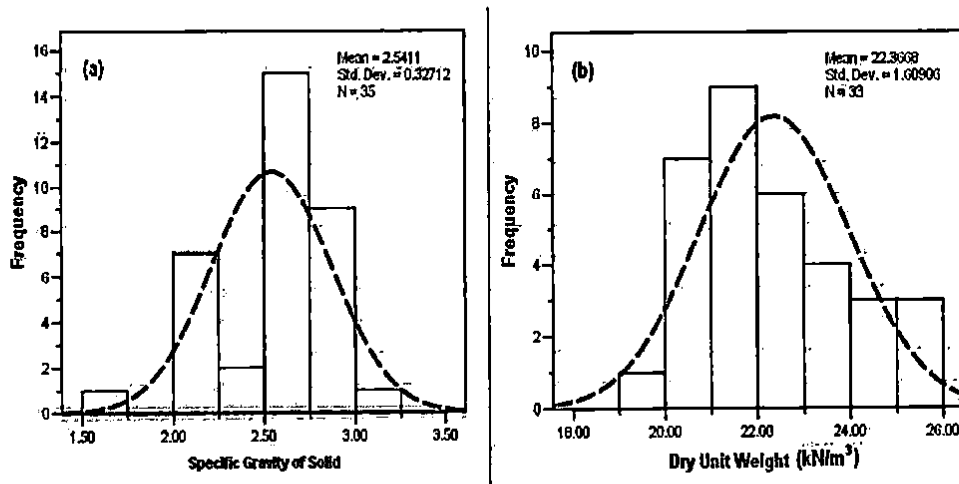 (a)
Mean = 2.5411
Std. Dev. = 0.32712
N = 35
16
14
12
10
8
6
4
2
0
Frequency
1.50 2.00 2.50 3.00 3.50
Specific Gravity of Solid
(b)
Mean = 22.3668
Std. Dev. = 1.60906
N = 33
10
8
6
4
2
0
Frequency
18.00 20.00 22.00 24.00 26.00
Dry Unit Weight (kN/m³)